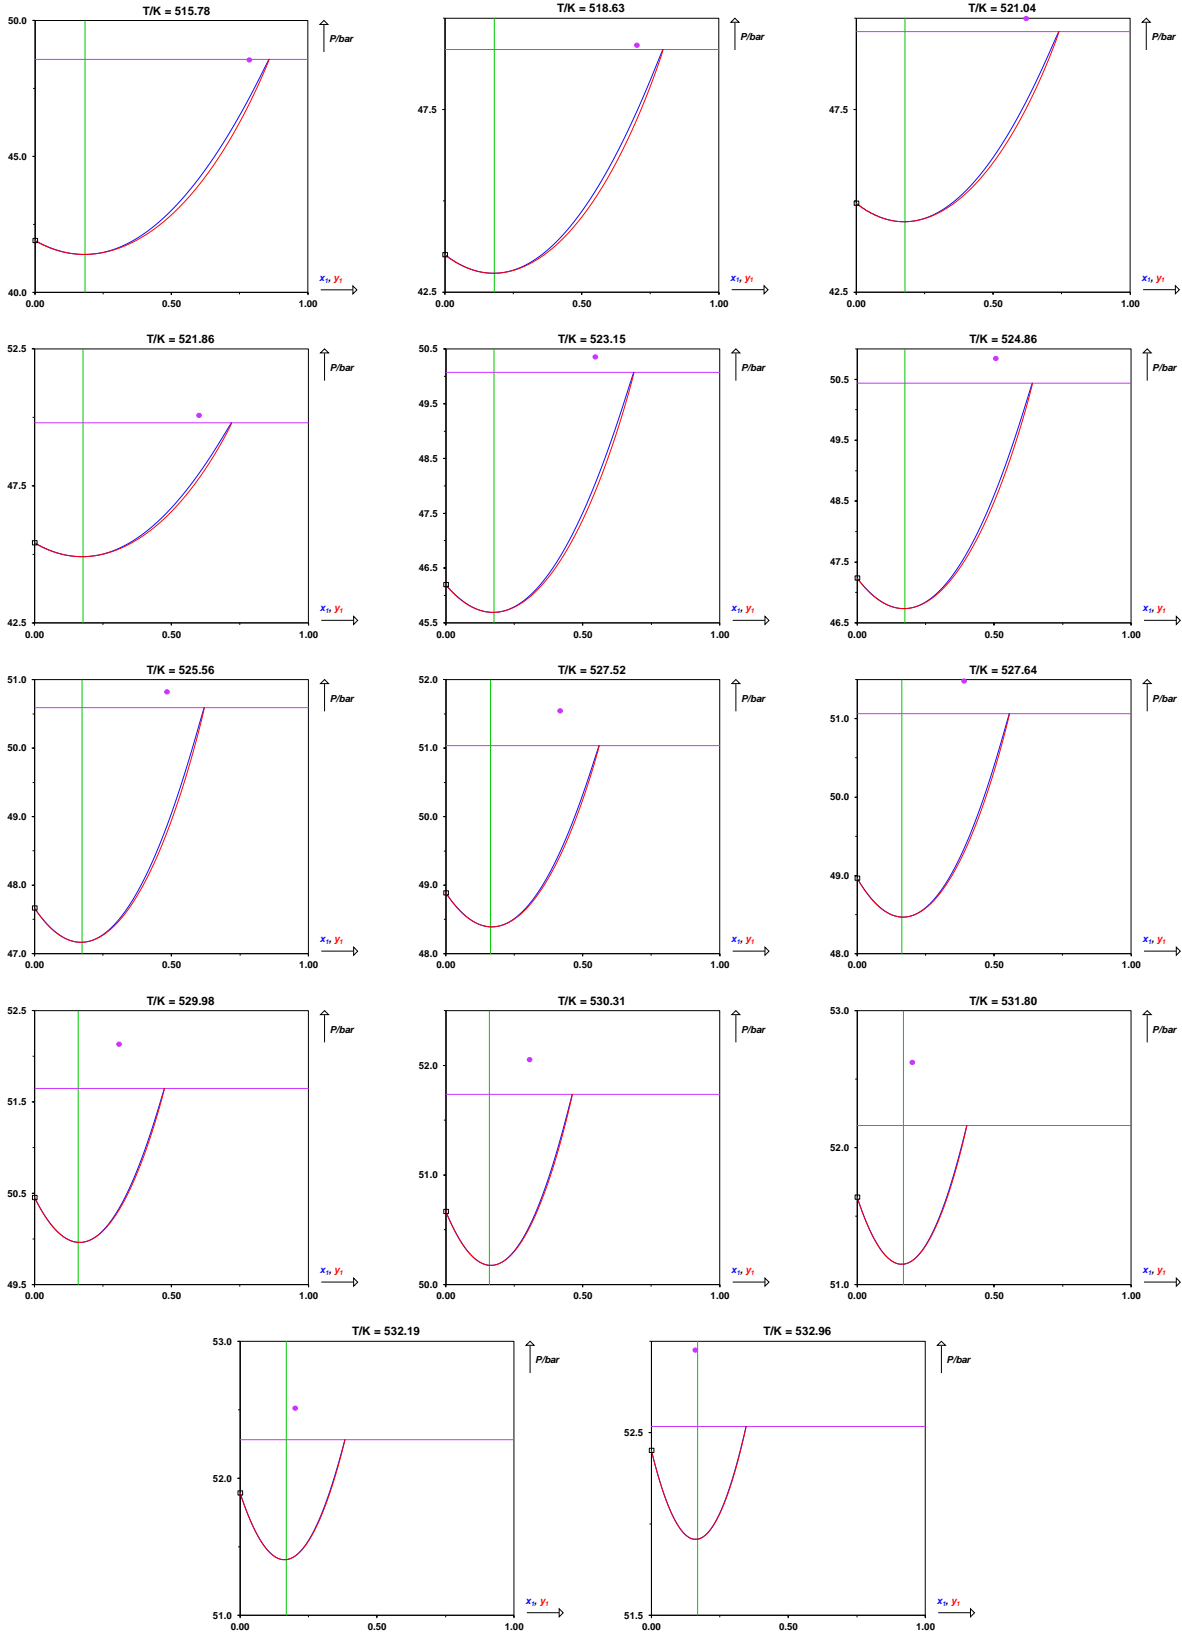 T/K = 515.78
50.0
P/bar
45.0
x1, y1
40.0
0.00 0.50 1.00
T/K = 518.63
P/bar
47.5
x1, y1
42.5
0.00 0.50 1.00
T/K = 521.04
P/bar
47.5
x1, y1
42.5
0.00 0.50 1.00
T/K = 521.86
52.5
P/bar
47.5
x1, y1
42.5
0.00 0.50 1.00
T/K = 523.15
50.5
P/bar
49.5
48.5
47.5
46.5
x1, y1
45.5
0.00 0.50 1.00
T/K = 524.86
P/bar
50.5
49.5
48.5
47.5
x1, y1
46.5
0.00 0.50 1.00
T/K = 525.56
51.0
P/bar
50.0
49.0
48.0
x1, y1
47.0
0.00 0.50 1.00
T/K = 527.52
52.0
P/bar
51.0
50.0
49.0
x1, y1
48.0
0.00 0.50 1.00
T/K = 527.64
P/bar
51.0
50.0
49.0
x1, y1
48.0
0.00 0.50 1.00
T/K = 529.98
52.5
P/bar
51.5
50.5
x1, y1
49.5
0.00 0.50 1.00
T/K = 530.31
P/bar
52.0
51.0
x1, y1
50.0
0.00 0.50 1.00
T/K = 531.80
53.0
P/bar
52.0
x1, y1
51.0
0.00 0.50 1.00
T/K = 532.19
53.0
P/bar
52.0
x1, y1
51.0
0.00 0.50 1.00
T/K = 532.96
P/bar
52.5
x1, y1
51.5
0.00 0.50 1.00